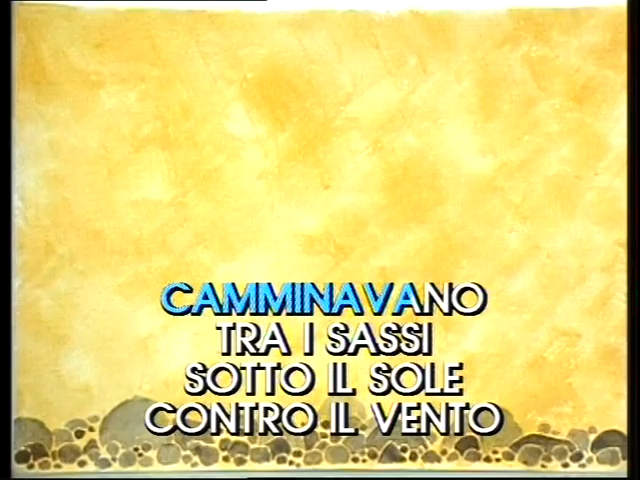 CAMMINAVANO
TRA I SASSI
SOTTO IL SOLE
CONTRO IL VENTO